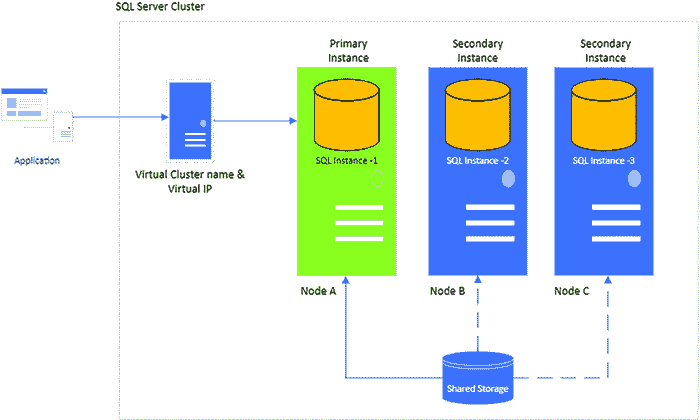 SQL Server Cluster
Primary
Instance
Secondary
Instance
Secondary
Instance
SQL Instance -1
SQL Instance -2
SQL Instance -3
Application
Virtual Cluster name &
Virtual IP
Node A
Node B
Node C
Shared Storage